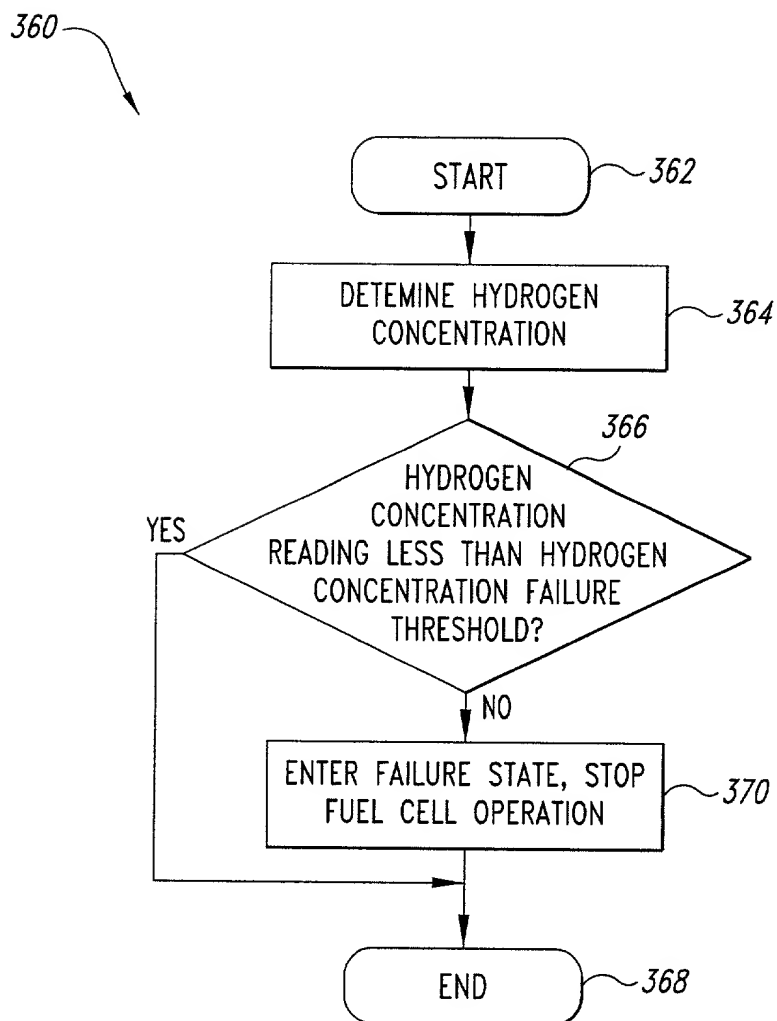 360
START
362
DETEMINE HYDROGEN
CONCENTRATION
364
366
HYDROGEN
CONCENTRATION
READING LESS THAN HYDROGEN
CONCENTRATION FAILURE
THRESHOLD?
YES
NO
ENTER FAILURE STATE, STOP
FUEL CELL OPERATION
370
END
368